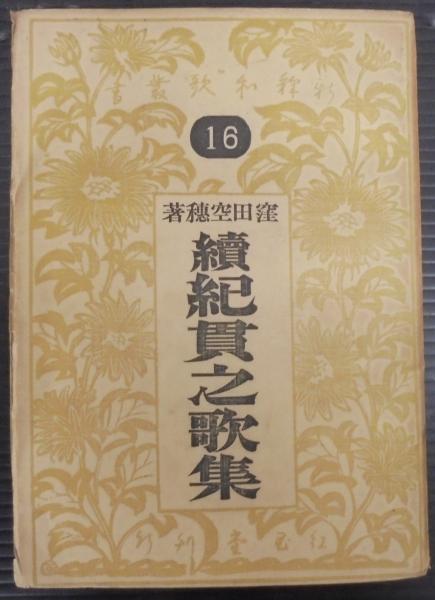 新釋和歌叢書
16
窪田空穗著
續紀貫之歌集
紅玉堂刊行